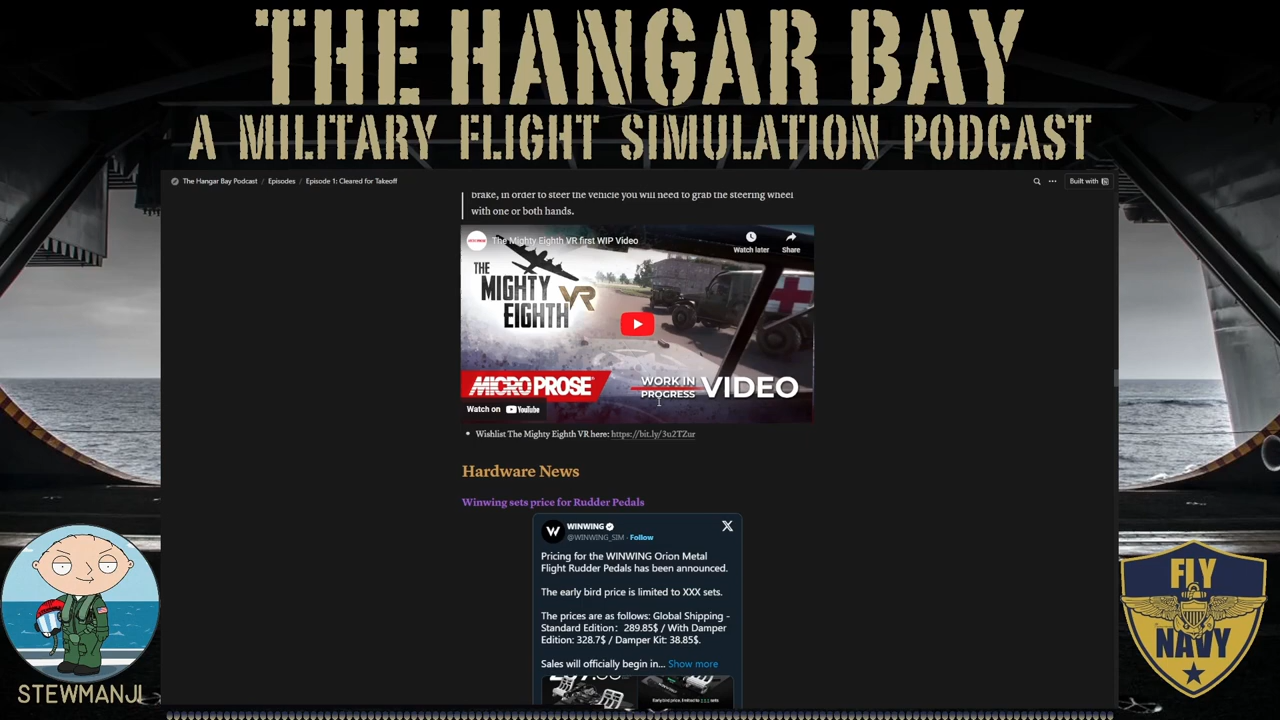 THE HANGAR BAY
A MILITARY FLIGHT SIMULATION PODCAST
The Hangar Bay Podcast / Episodes / Episode 1: Cleared for Takeoff
Built with
brake, in order to steer the vehicle you will need to grab the steering wheel
with one or both hands.
The Mighty Eighth VR first WIP Video
Watch later
Share
THE
MIGHTY
EIGHTH
VR
MICROPROSE
WORK IN
PROGRESS
VIDEO
Watch on YouTube
• Wishlist The Mighty Eighth VR here: https://bit.ly/3u2TZur
Hardware News
Winwing sets price for Rudder Pedals
WINWING
@WINWING_SIM · Follow
Pricing for the WINWING Orion Metal
Flight Rudder Pedals has been announced.
The early bird price is limited to XXX sets.
The prices are as follows: Global Shipping -
Standard Edition： 289.85$ / With Damper
Edition: 328.7$ / Damper Kit: 38.85$.
Sales will officially begin in... Show more
STEWMANJI
FLY
NAVY